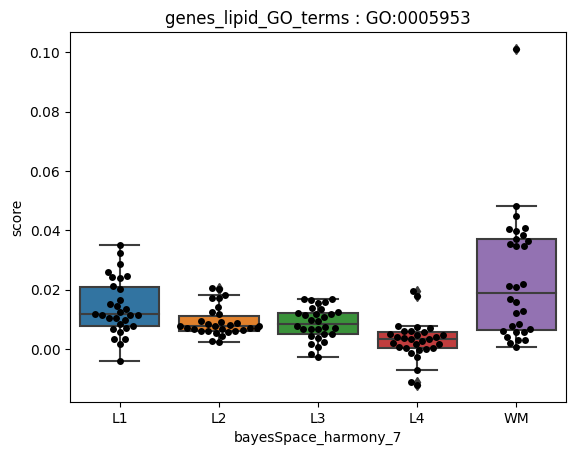 genes_lipid_GO_terms : GO:0005953
score
0.10
0.08
0.06
0.04
0.02
0.00
L1 L2 L3 L4 WM
bayesSpace_harmony_7